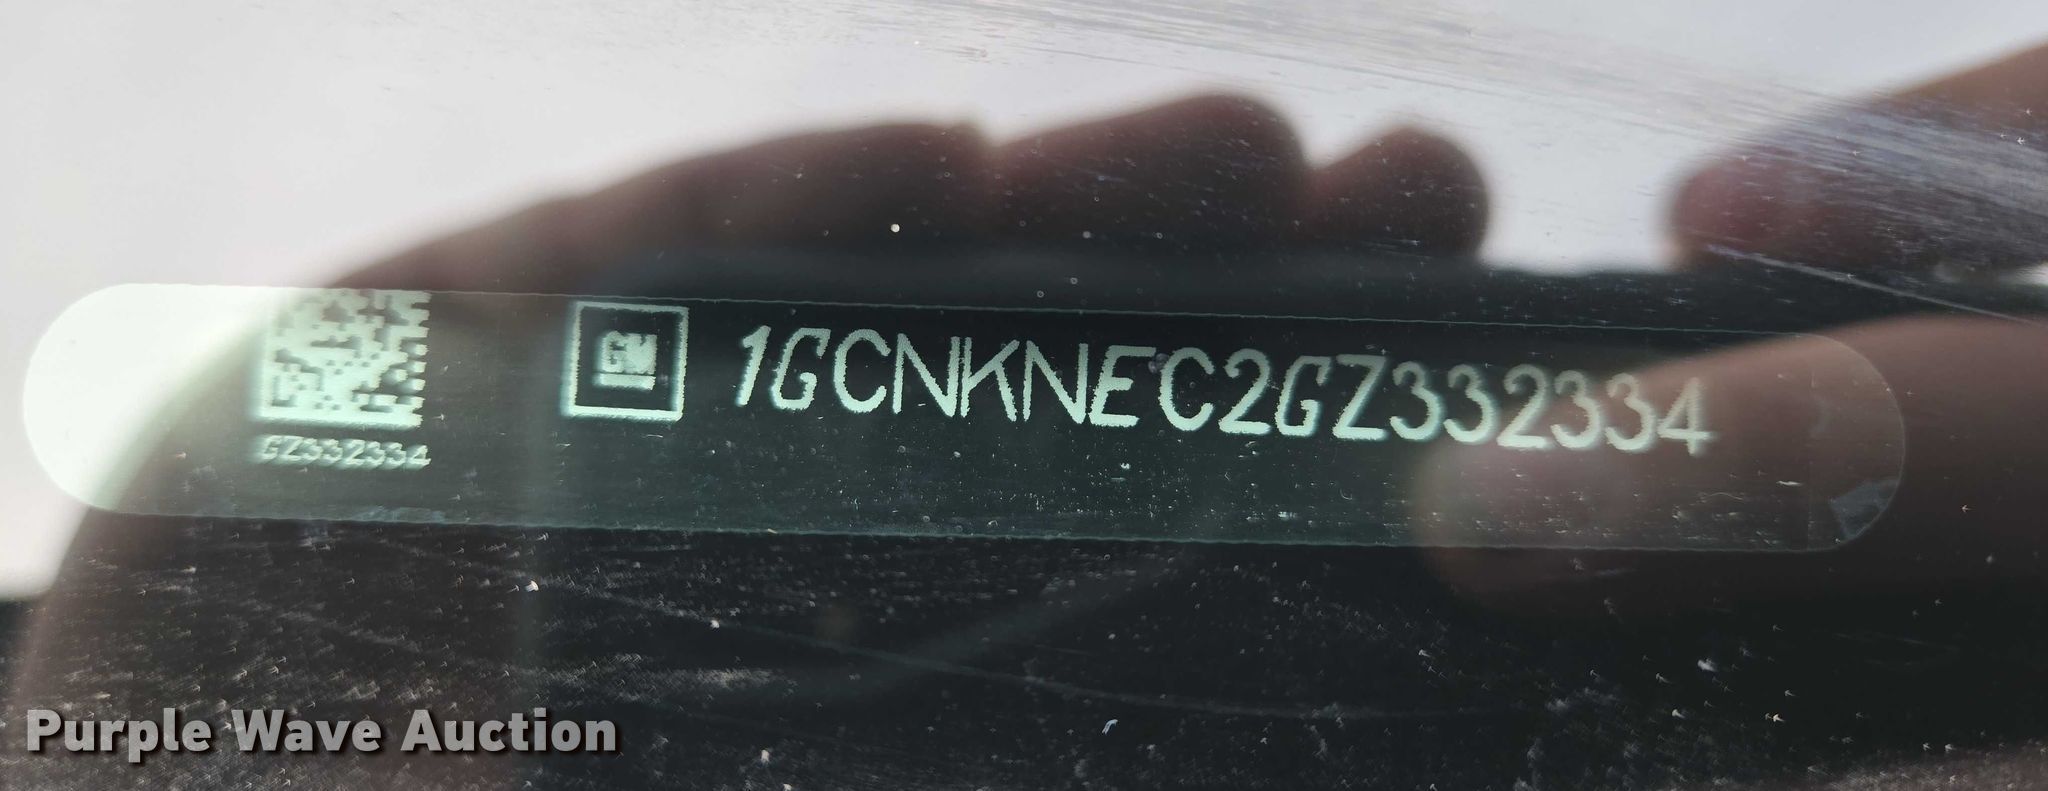 GM
1GCNKNEC2GZ332334
GZ332334
Purple Wave Auction